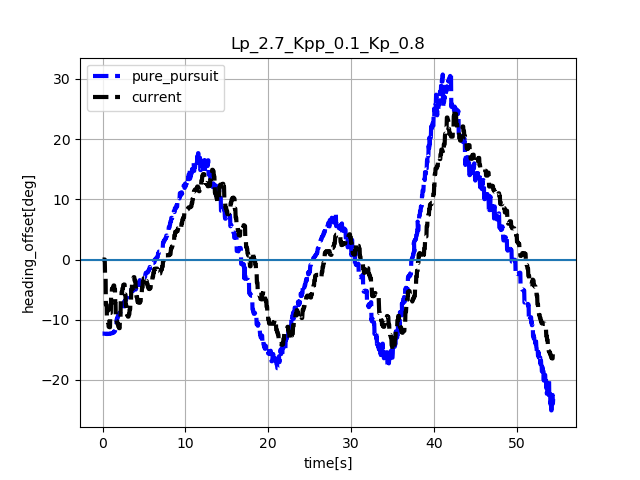 Lp_2.7_Kpp_0.1_Kp_0.8
pure_pursuit
current
heading_offset[deg]
30
20
10
0
−10
−20
0
10
20
30
40
50
time[s]